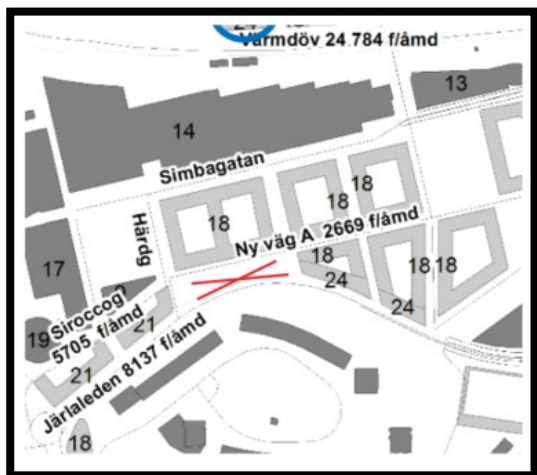 Värmdöv 24 784 f/åmd
13
14
Simbagatan
18
18
18
Härdg
Ny väg A 2669 f/åmd
17
18
18
18
24
24
19
Siroccog
5705 f/åmd
21
21
Järlaleden 8137 f/åmd
18